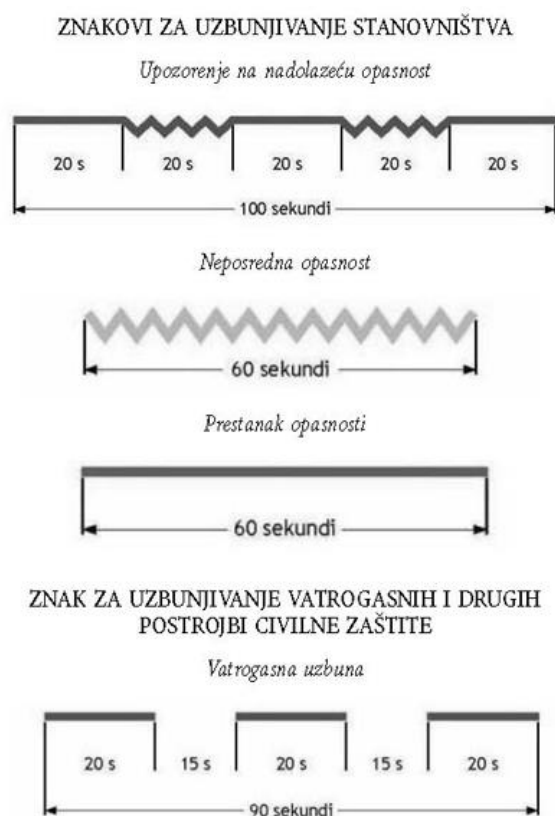 ZNAKOVI ZA UZBUNJIVANJE STANOVNIŠTVA
Upozorenje na nadolazeću opasnost
20 s 20 s 20 s 20 s 20 s
100 sekundi
Neposredna opasnost
60 sekundi
Prestanak opasnosti
60 sekundi
ZNAK ZA UZBUNJIVANJE VATROGASNIH I DRUGIH
POSTROJBI CIVILNE ZAŠTITE
Vatrogasna uzbuna
20 s 15 s 20 s 15 s 20 s
90 sekundi